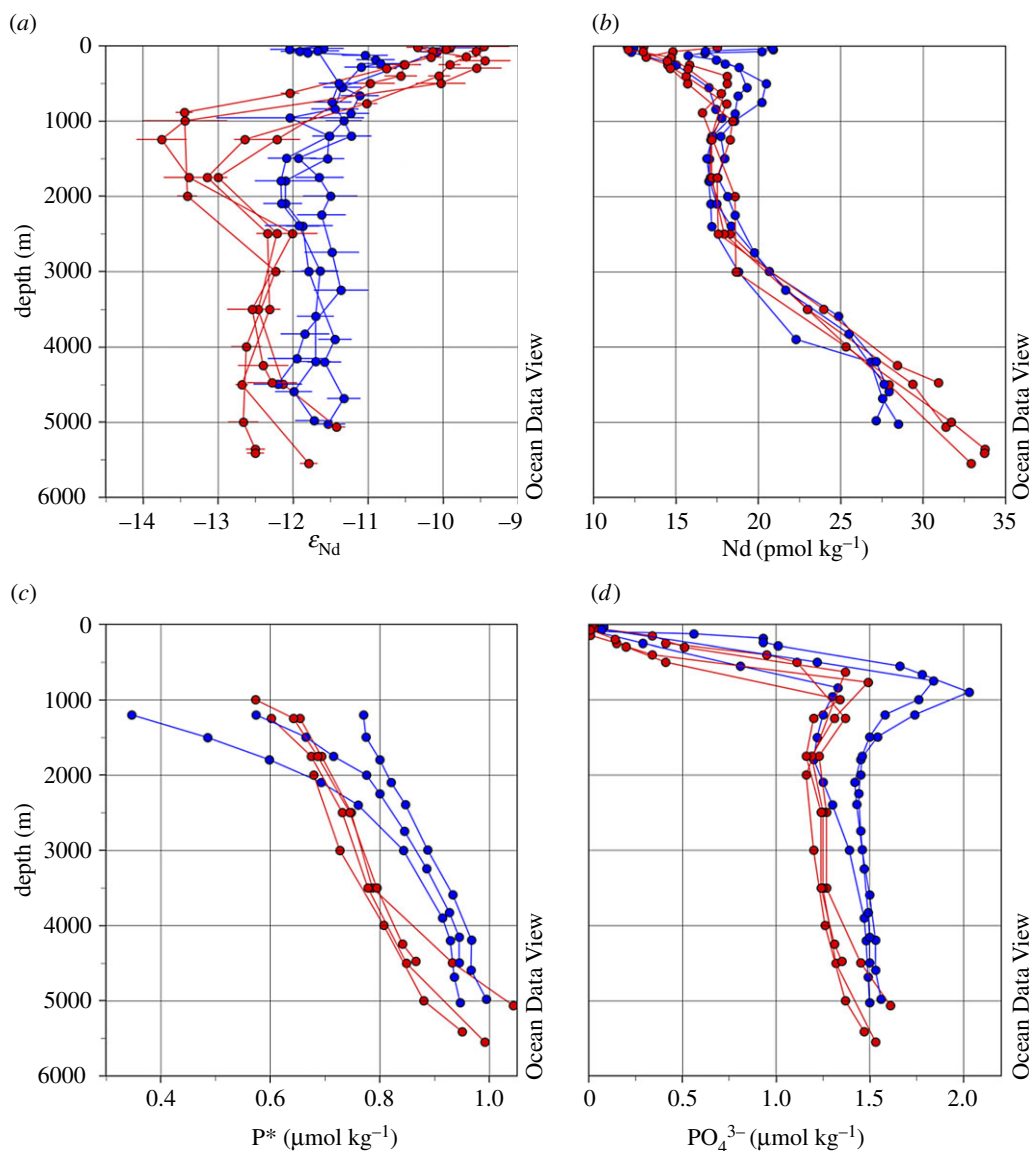 (a)
(b)
0
1000
2000
3000
4000
5000
6000
depth (m)
−14 −13 −12 −11 −10 −9
εNd
Ocean Data View
10 15 20 25 30 35
Nd (pmol kg−1)
Ocean Data View
(c)
(d)
0
1000
2000
3000
4000
5000
6000
depth (m)
0.4 0.6 0.8 1.0
P* (μmol kg−1)
Ocean Data View
0 0.5 1.0 1.5 2.0
PO43− (μmol kg−1)
Ocean Data View